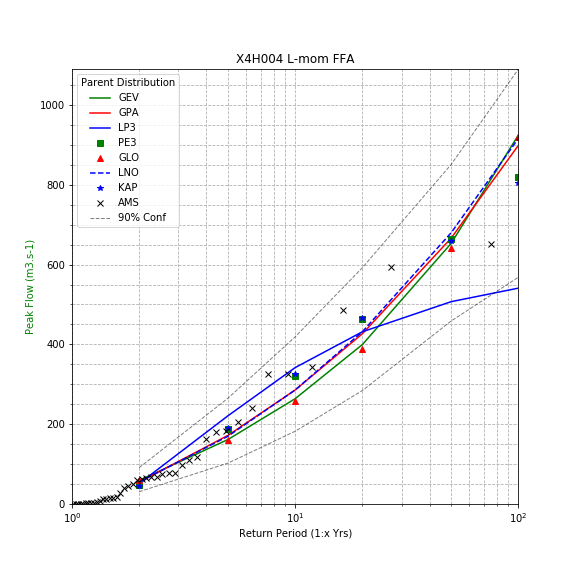 X4H004 L-mom FFA
Parent Distribution
GEV
GPA
LP3
PE3
GLO
LNO
KAP
AMS
90% Conf
1000
800
600
400
200
0
Peak Flow (m3.s-1)
10^0
10^1
10^2
Return Period (1:x Yrs)